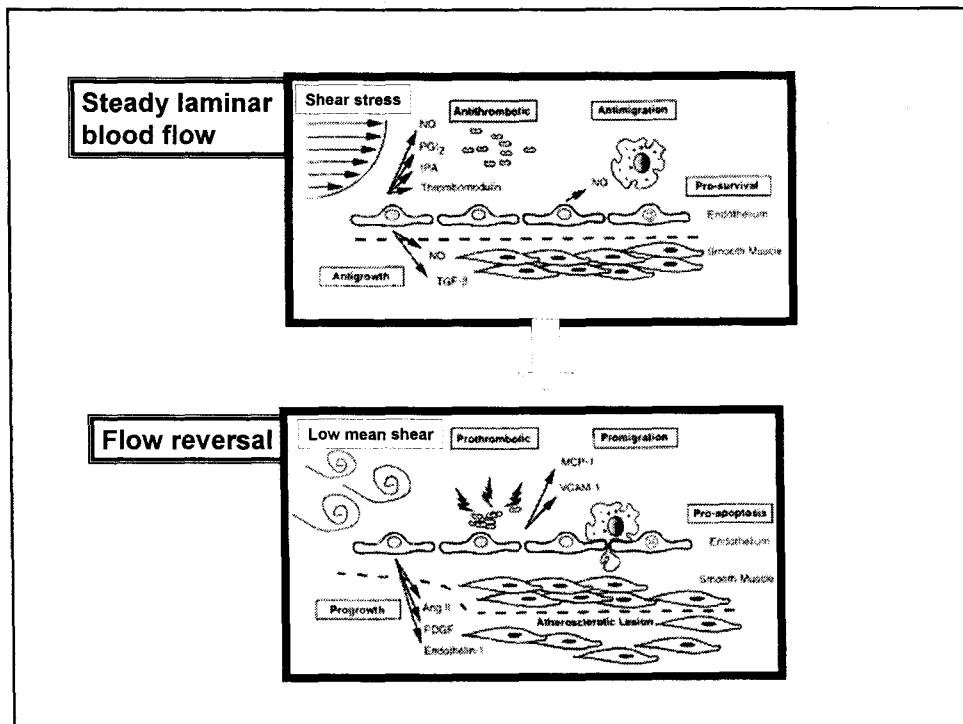 Steady laminar
blood flow
Shear stress
Antithrombotic
Antimigration
NO
PGI2
tPA
Thrombomodulin
NO
Pro-survival
Endothelium
Smooth Muscle
NO
Antigrowth
TGF-β
Flow reversal
Low mean shear
Prothrombotic
Promigration
MCP-1
VCAM-1
Pro-apoptosis
Endothelium
Smooth Muscle
Progrowth
Ang II
Atherosclerotic Lesion
PDGF
Endothelin-1